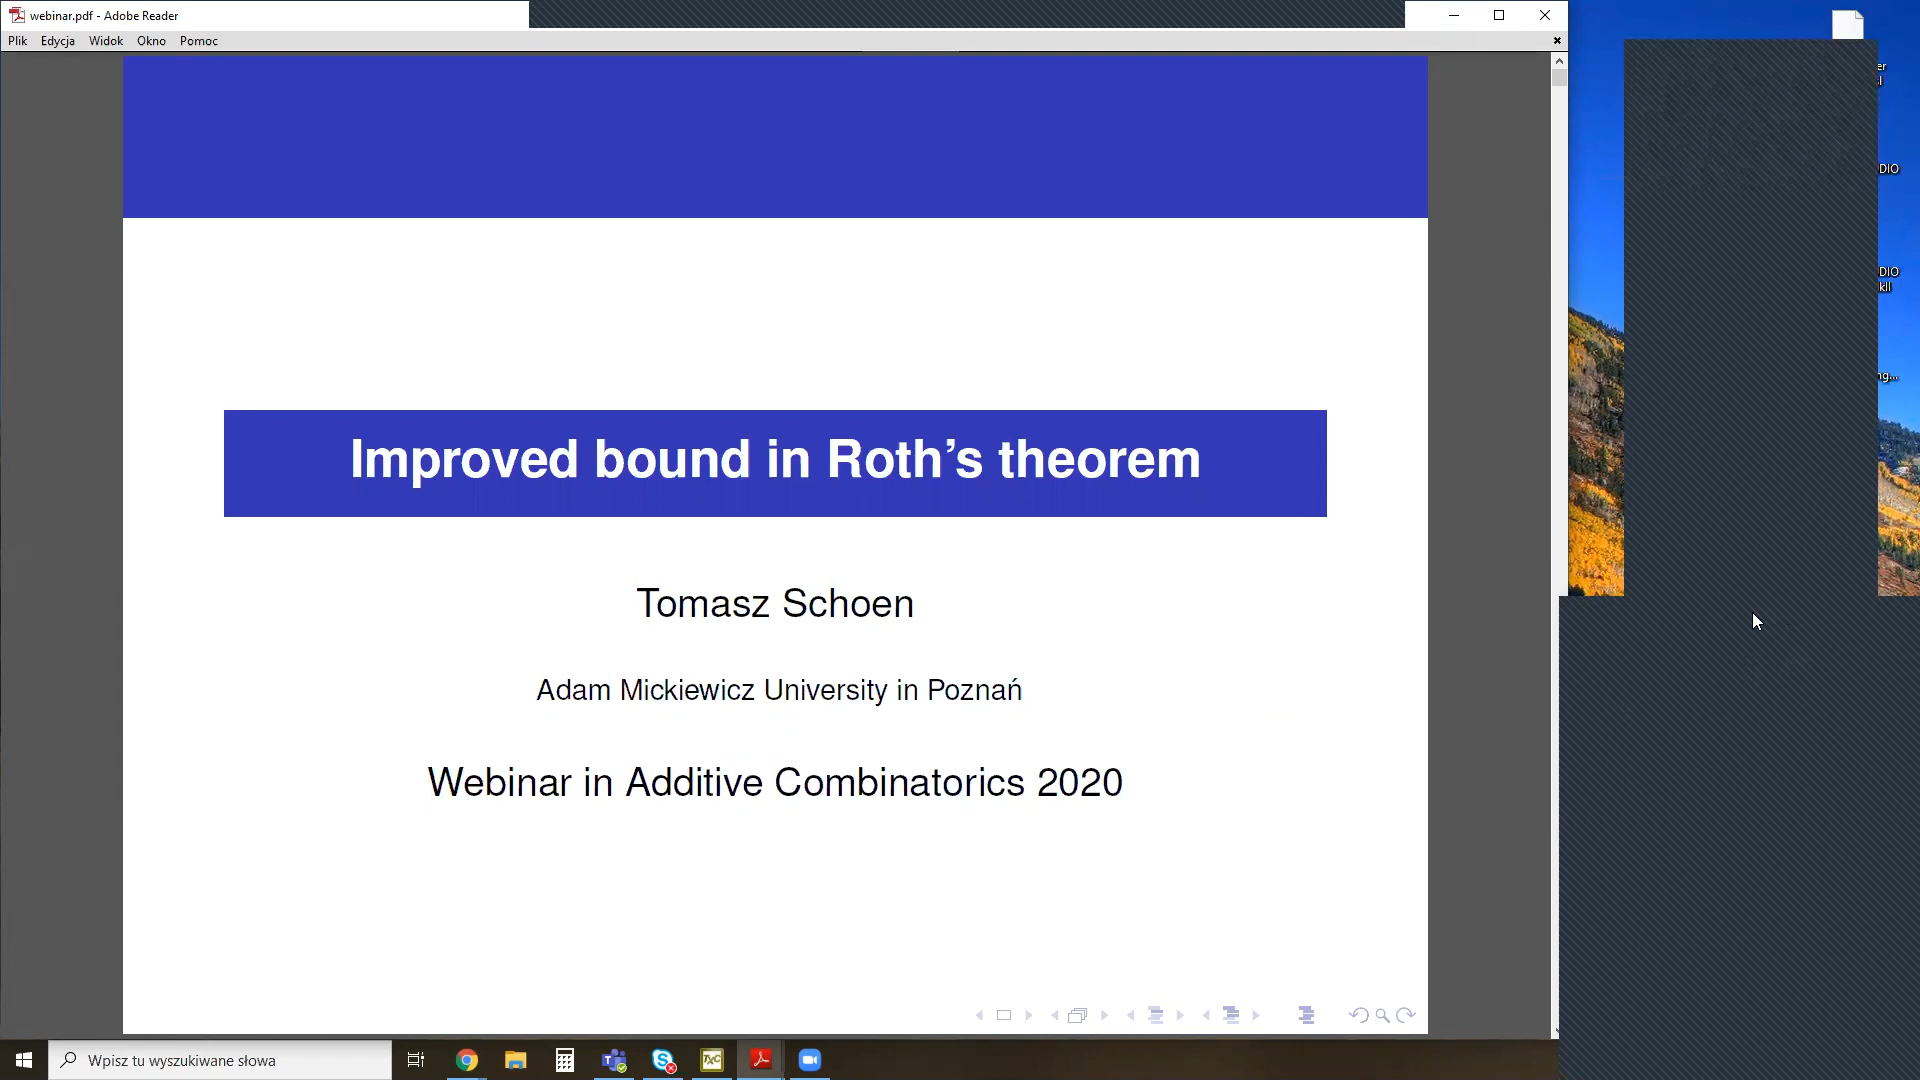 webinar.pdf - Adobe Reader
Plik Edycja Widok Okno Pomoc
Improved bound in Roth's theorem
Tomasz Schoen
Adam Mickiewicz University in Poznań
Webinar in Additive Combinatorics 2020
Wpisz tu wyszukiwane słowa